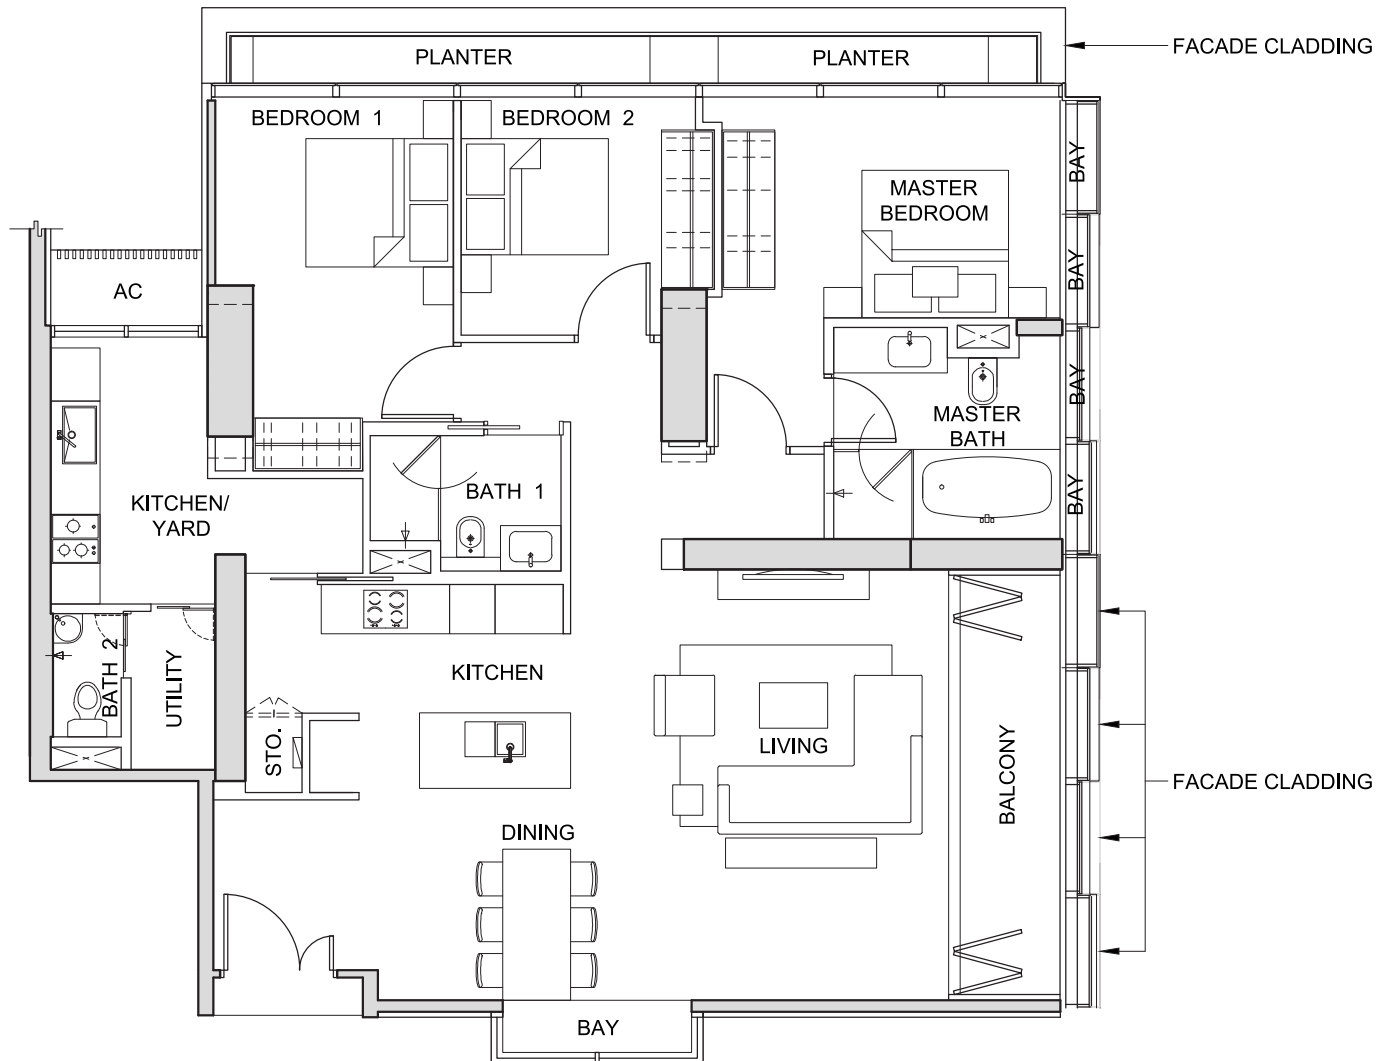 PLANTER
PLANTER
FACADE CLADDING
BEDROOM 1
BEDROOM 2
BAY
MASTER
BEDROOM
BAY
AC
BAY
MASTER
BATH
BAY
KITCHEN/
YARD
BATH 1
BATH 2
UTILITY
KITCHEN
STO.
LIVING
BALCONY
FACADE CLADDING
DINING
BAY